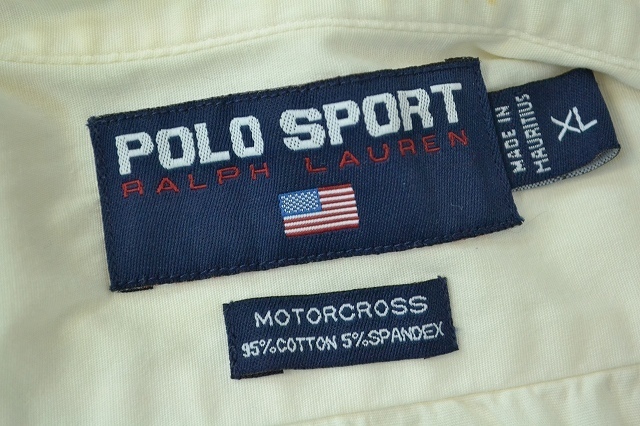 POLO SPORT
RALPH LAUREN
MADE IN
MAURITIUS
XL
MOTORCROSS
95%COTTON 5%SPANDEX